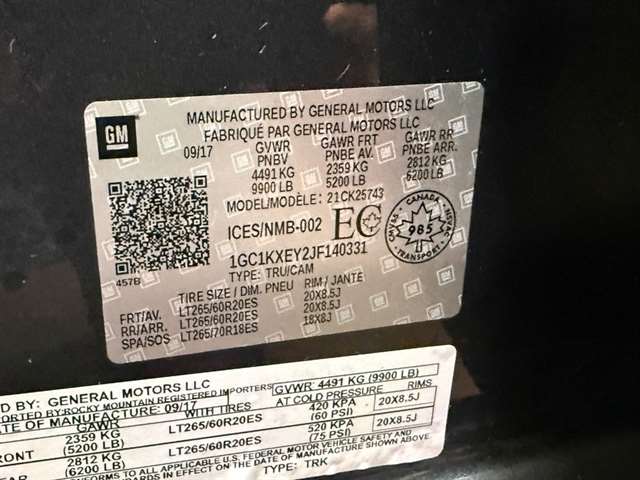 GM
MANUFACTURED BY GENERAL MOTORS LLC
FABRIQUÉ PAR GENERAL MOTORS LLC
09/17 GVWR GAWR FRT GAWR RR
PNBV PNBE AV. PNBE ARR.
4491 KG 2359 KG 2812 KG
9900 LB 5200 LB 6200 LB
MODEL/MODÈLE: 21CK25743
ICES/NMB-002 EC
CANADA
985
TRANSPORT
1GC1KXEY2JF140331
TYPE: TRU/CAM
457B
TIRE SIZE / DIM. PNEU RIM / JANTE
FRT/AV. LT265/60R20ES 20X8.5J
RR/ARR. LT265/60R20ES 20X8.5J
SPA/SOS LT265/70R18ES 18X8J
D BY: GENERAL MOTORS LLC
ORTED BY:ROCKY MOUNTAIN REGISTERED IMPORTERS GVWR: 4491 KG (9900 LB)
E OF MANUFACTURE: 09/17 WITH TIRES AT COLD PRESSURE RIMS
GAWR
2359 KG LT265/60R20ES 420 KPA 20X8.5J
RONT (5200 LB) (60 PSI)
2812 KG LT265/60R20ES 520 KPA 20X8.5J
(6200 LB) (75 PSI)
TYPE: TRK